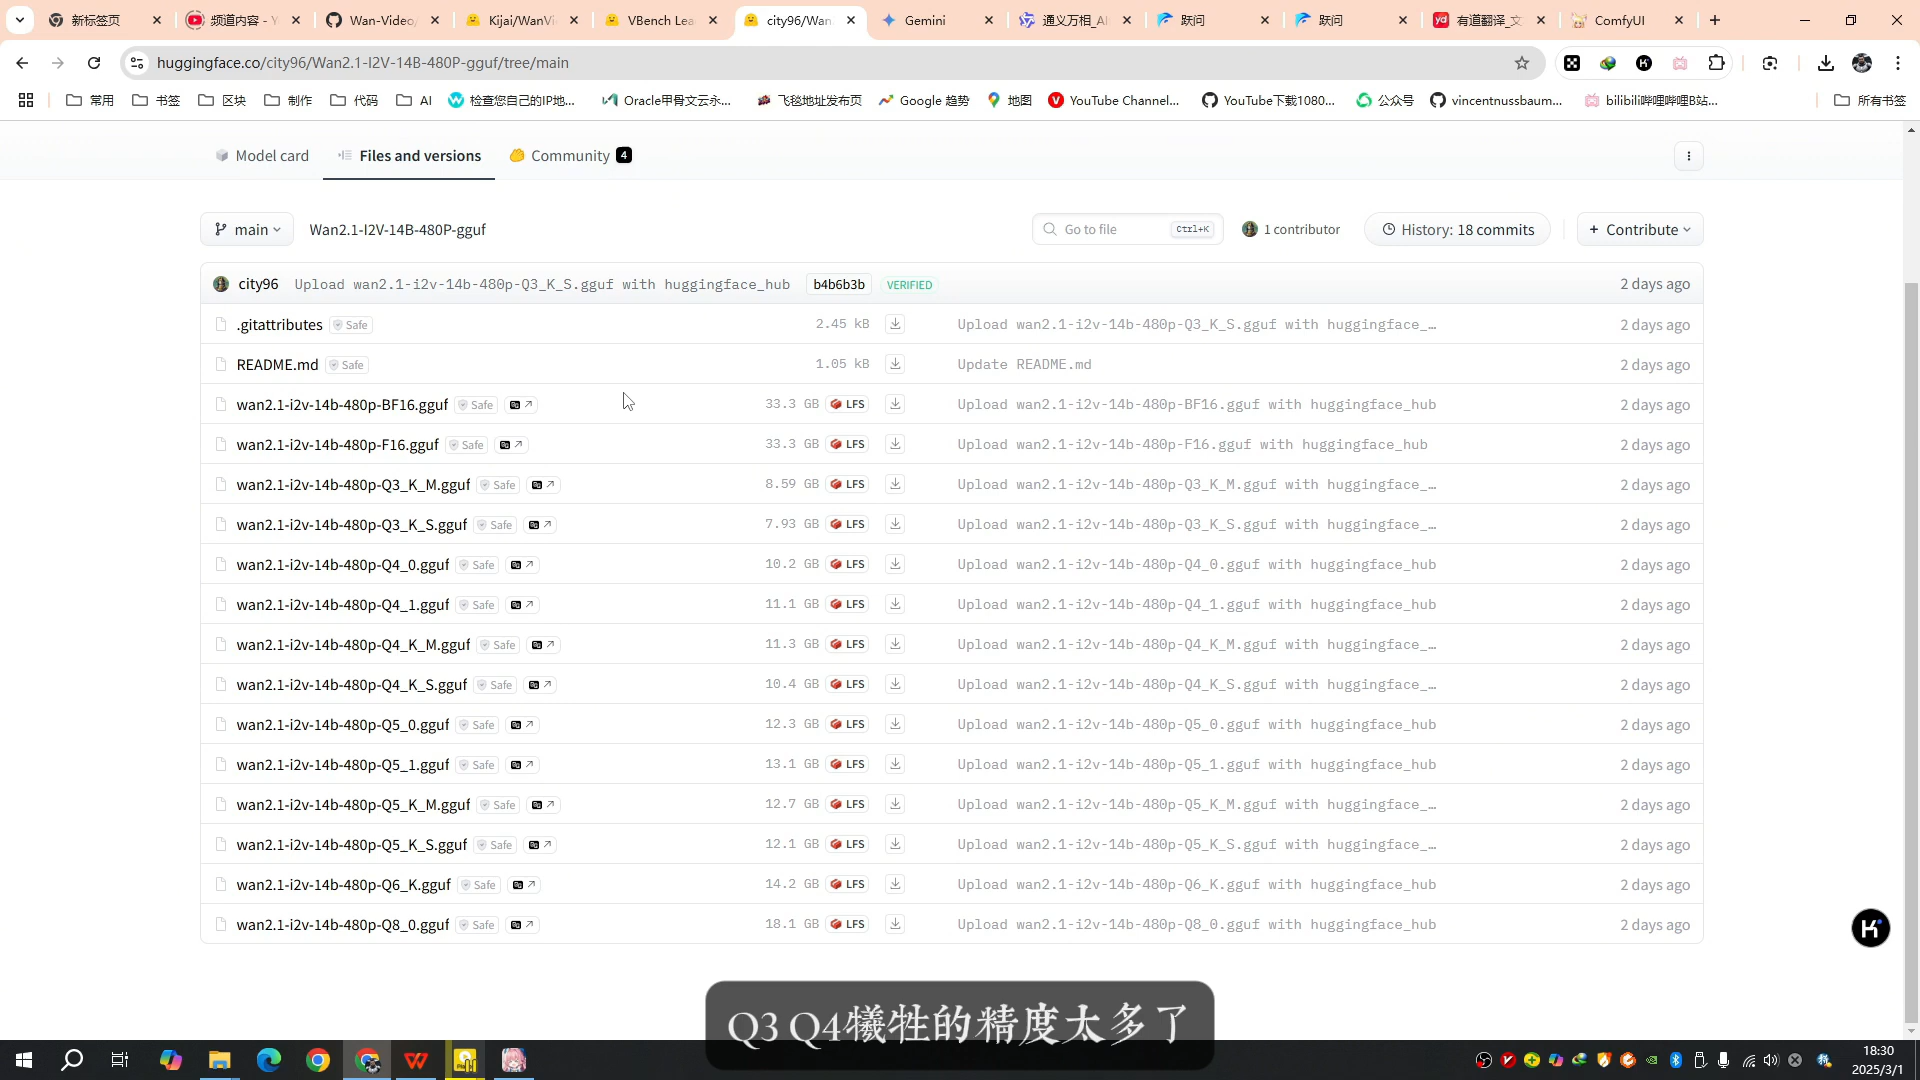 新标签页
频道内容 - Y
Wan-Video
Kijai/WanVi
VBench Lea
city96/Wan
Gemini
通义万相_AI
跃问
跃问
有道翻译_文
ComfyUI
huggingface.co/city96/Wan2.1-I2V-14B-480P-gguf/tree/main
常用
书签
区块
制作
代码
AI
检查您自己的IP地...
Oracle甲骨文云永...
飞毯地址发布页
Google 趋势
地图
YouTube Channel...
YouTube下载1080...
公众号
vincentnussbaum...
bilibili哔哩哔哩B站...
所有书签
Model card
Files and versions
Community 4
main
Wan2.1-I2V-14B-480P-gguf
Go to file Ctrl+K
1 contributor
History: 18 commits
+ Contribute
city96 Upload wan2.1-i2v-14b-480p-Q3_K_S.gguf with huggingface_hub b4b6b3b VERIFIED 2 days ago
.gitattributes Safe 2.45 kB Upload wan2.1-i2v-14b-480p-Q3_K_S.gguf with huggingface_… 2 days ago
README.md Safe 1.05 kB Update README.md 2 days ago
wan2.1-i2v-14b-480p-BF16.gguf Safe 33.3 GB LFS Upload wan2.1-i2v-14b-480p-BF16.gguf with huggingface_hub 2 days ago
wan2.1-i2v-14b-480p-F16.gguf Safe 33.3 GB LFS Upload wan2.1-i2v-14b-480p-F16.gguf with huggingface_hub 2 days ago
wan2.1-i2v-14b-480p-Q3_K_M.gguf Safe 8.59 GB LFS Upload wan2.1-i2v-14b-480p-Q3_K_M.gguf with huggingface_… 2 days ago
wan2.1-i2v-14b-480p-Q3_K_S.gguf Safe 7.93 GB LFS Upload wan2.1-i2v-14b-480p-Q3_K_S.gguf with huggingface_… 2 days ago
wan2.1-i2v-14b-480p-Q4_0.gguf Safe 10.2 GB LFS Upload wan2.1-i2v-14b-480p-Q4_0.gguf with huggingface_hub 2 days ago
wan2.1-i2v-14b-480p-Q4_1.gguf Safe 11.1 GB LFS Upload wan2.1-i2v-14b-480p-Q4_1.gguf with huggingface_hub 2 days ago
wan2.1-i2v-14b-480p-Q4_K_M.gguf Safe 11.3 GB LFS Upload wan2.1-i2v-14b-480p-Q4_K_M.gguf with huggingface_… 2 days ago
wan2.1-i2v-14b-480p-Q4_K_S.gguf Safe 10.4 GB LFS Upload wan2.1-i2v-14b-480p-Q4_K_S.gguf with huggingface_… 2 days ago
wan2.1-i2v-14b-480p-Q5_0.gguf Safe 12.3 GB LFS Upload wan2.1-i2v-14b-480p-Q5_0.gguf with huggingface_hub 2 days ago
wan2.1-i2v-14b-480p-Q5_1.gguf Safe 13.1 GB LFS Upload wan2.1-i2v-14b-480p-Q5_1.gguf with huggingface_hub 2 days ago
wan2.1-i2v-14b-480p-Q5_K_M.gguf Safe 12.7 GB LFS Upload wan2.1-i2v-14b-480p-Q5_K_M.gguf with huggingface_… 2 days ago
wan2.1-i2v-14b-480p-Q5_K_S.gguf Safe 12.1 GB LFS Upload wan2.1-i2v-14b-480p-Q5_K_S.gguf with huggingface_… 2 days ago
wan2.1-i2v-14b-480p-Q6_K.gguf Safe 14.2 GB LFS Upload wan2.1-i2v-14b-480p-Q6_K.gguf with huggingface_hub 2 days ago
wan2.1-i2v-14b-480p-Q8_0.gguf Safe 18.1 GB LFS Upload wan2.1-i2v-14b-480p-Q8_0.gguf with huggingface_hub 2 days ago
Q3 Q4犧牲的精度太多了
18:30
2025/3/1